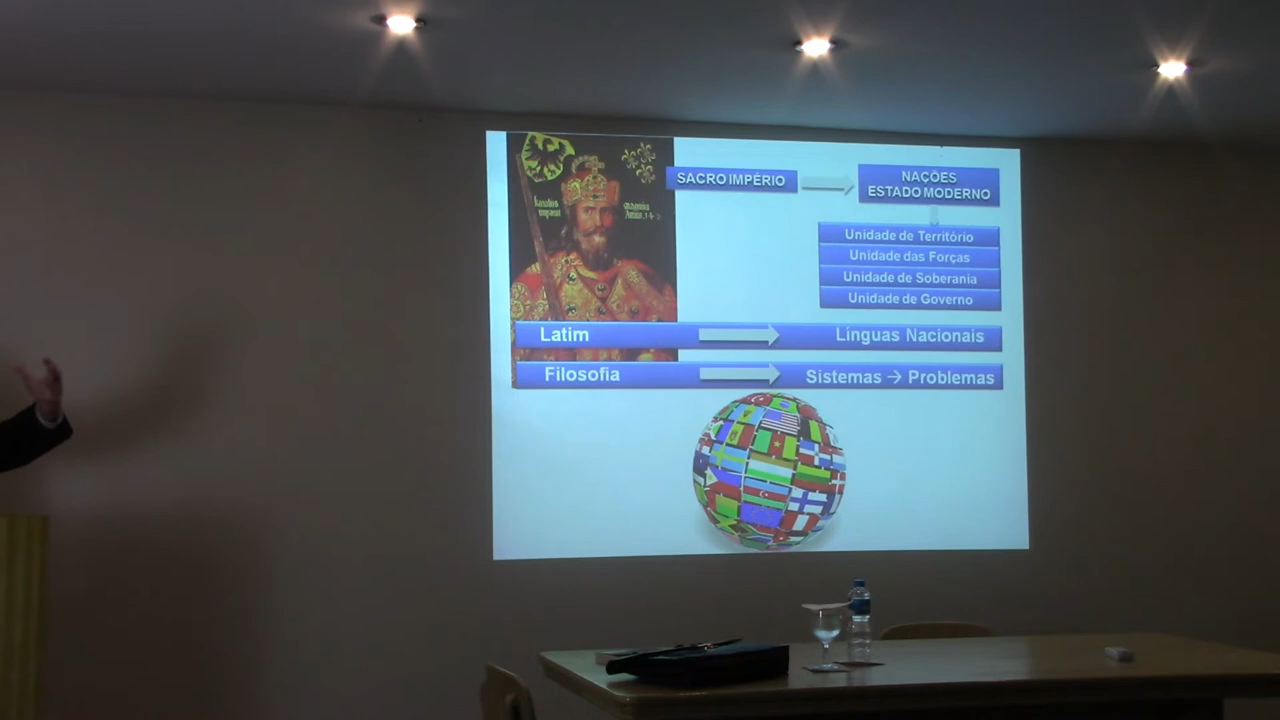 SACRO IMPÉRIO
NAÇÕES
ESTADO MODERNO
Unidade de Território
Unidade das Forças
Unidade de Soberania
Unidade de Governo
Latim
Línguas Nacionais
Filosofia
Sistemas → Problemas